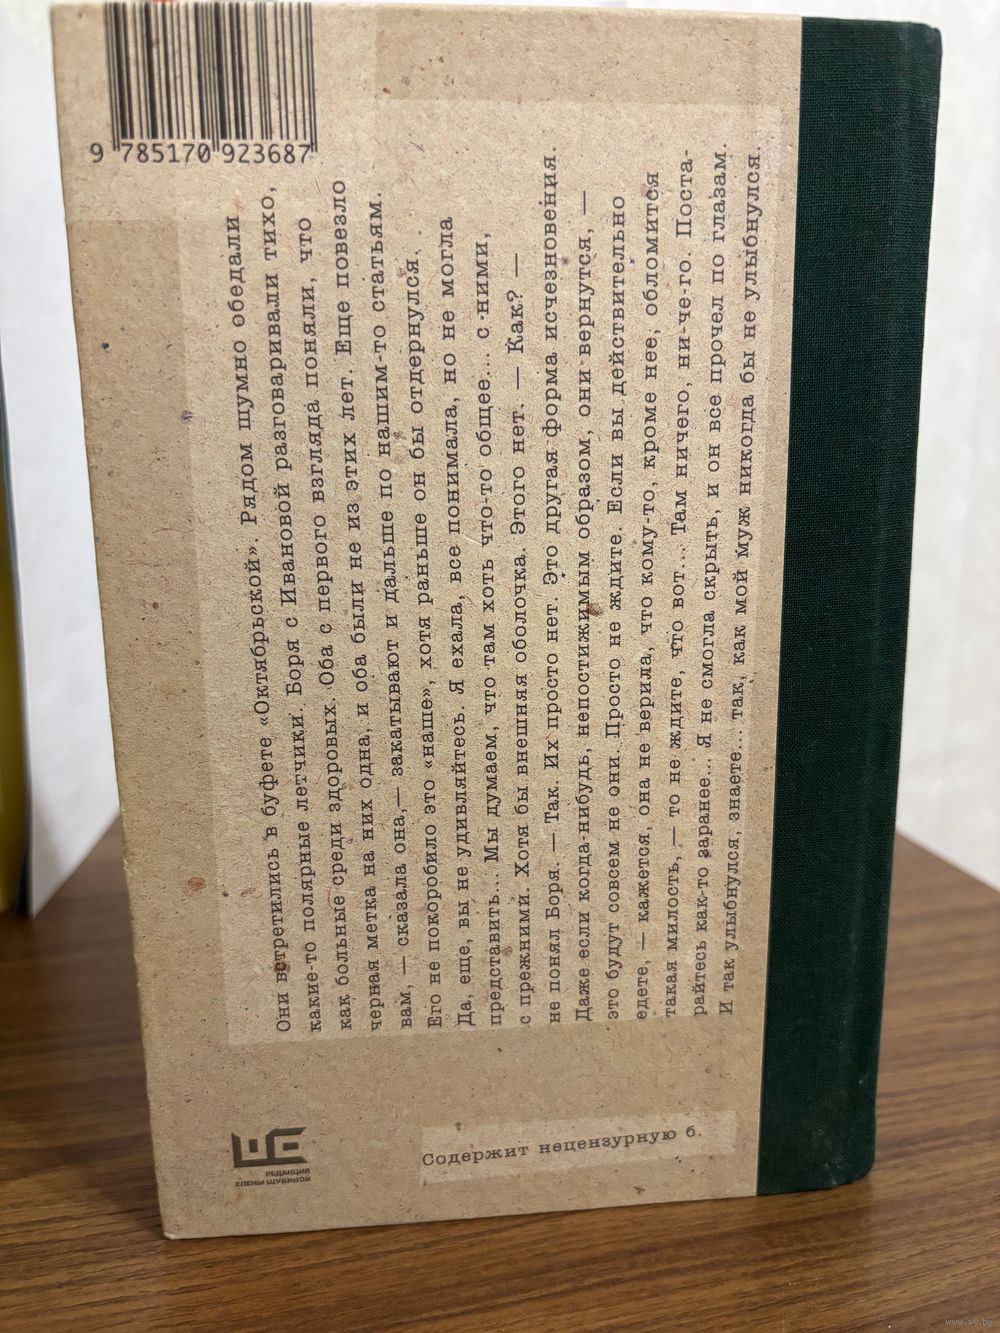 9 785170 923687
Они встретились в буфете «Октябрьской». Рядом шумно обедали
какие-то полярные летчики. Боря с Ивановой разговаривали тихо,
как больные среди здоровых. Оба с первого взгляда поняли, что
черная метка на них одна, и оба были не из этих лет. Еще повезло
вам, — сказала она,— закатывают и дальше по нашим-то статьям.
Его не покоробило это «наше», хотя раньше он бы отдернулся.
Да, еще, вы не удивляйтесь. Я ехала, все понимала, но не могла
представить... Мы думаем, что там хоть что-то общее... с ними,
с прежними. Хотя бы внешняя оболочка. Этого нет. — Как? —
не понял Боря. — Так. Их просто нет. Это другая форма исчезновения.
Даже если когда-нибудь, непостижимым образом, они вернутся, —
это будут совсем не они. Просто не ждите. Если вы действительно
едете, — кажется, она не верила, что кому-то, кроме нее, обломится
такая милость, — то не ждите, что вот... Там ничего, ни-че-го. Поста-
райтесь как-то заранее... Я не смогла скрыть, и он все прочел по глазам.
И так улыбнулся, знаете... так, как мой муж никогда бы не улыбнулся.
РЕДАКЦИЯ
ЕЛЕНЫ ШУБИНОЙ
Содержит нецензурную б.
www.av.by